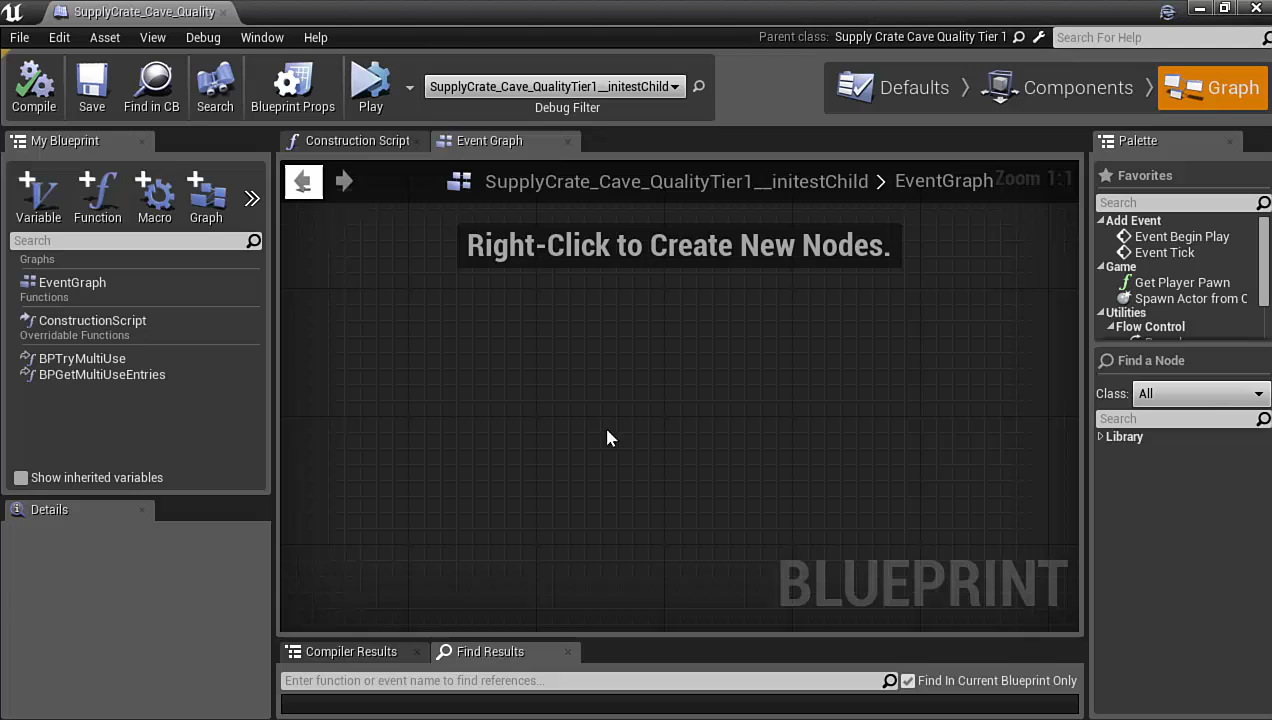 SupplyCrate_Cave_Quality
File Edit Asset View Debug Window Help
Parent class: Supply Crate Cave Quality Tier 1
Search For Help
Compile Save Find in CB Search Blueprint Props Play
SupplyCrate_Cave_QualityTier1__initestChild
Debug Filter
Defaults Components Graph
My Blueprint
Construction Script
Event Graph
Palette
Variable Function Macro Graph
SupplyCrate_Cave_QualityTier1__initestChild > EventGraph
Zoom 1:1
Right-Click to Create New Nodes.
Search
Graphs
EventGraph
Functions
ConstructionScript
Overridable Functions
BPTryMultiUse
BPGetMultiUseEntries
Show inherited variables
Details
BLUEPRINT
Favorites
Search
Add Event
Event Begin Play
Event Tick
Game
Get Player Pawn
Spawn Actor from C
Utilities
Flow Control
Find a Node
Class: All
Search
Library
Compiler Results
Find Results
Enter function or event name to find references...
Find In Current Blueprint Only